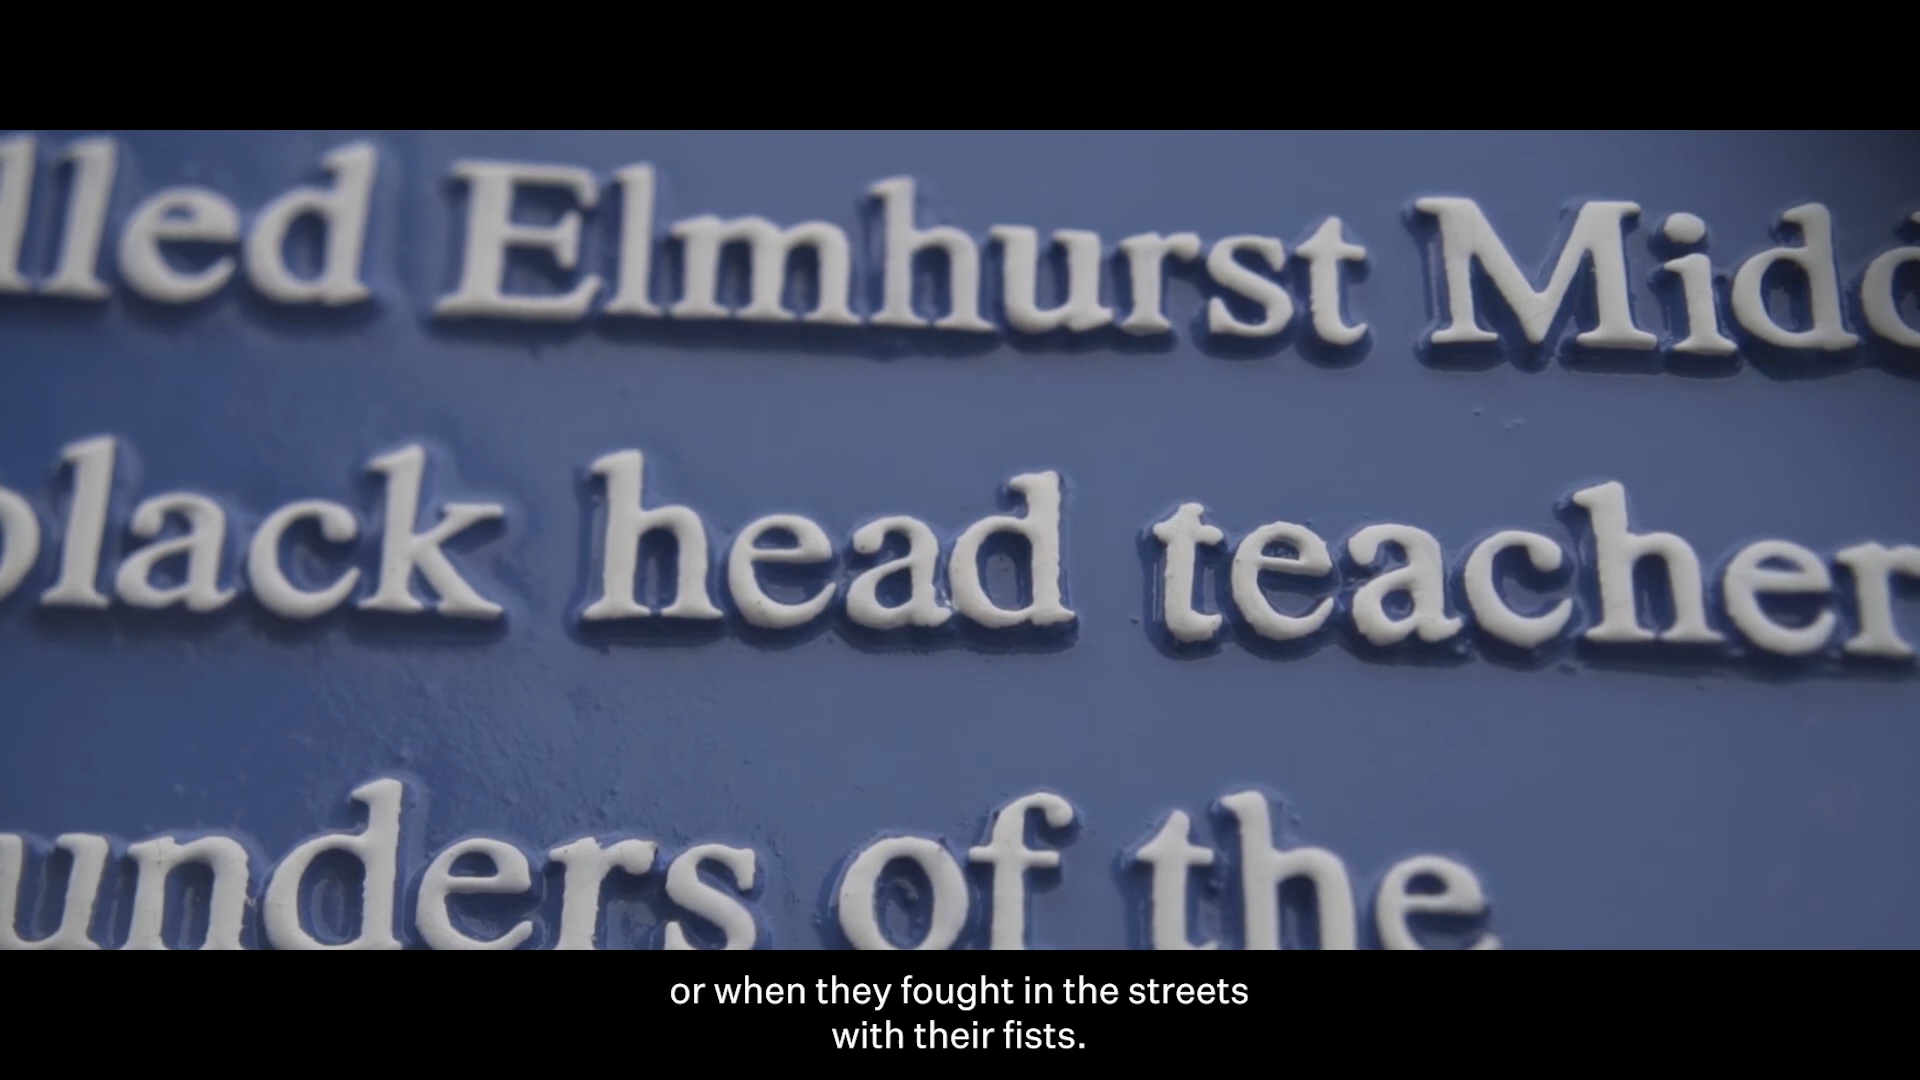 lled Elmhurst Midd
black head teacher
unders of the
or when they fought in the streets
with their fists.